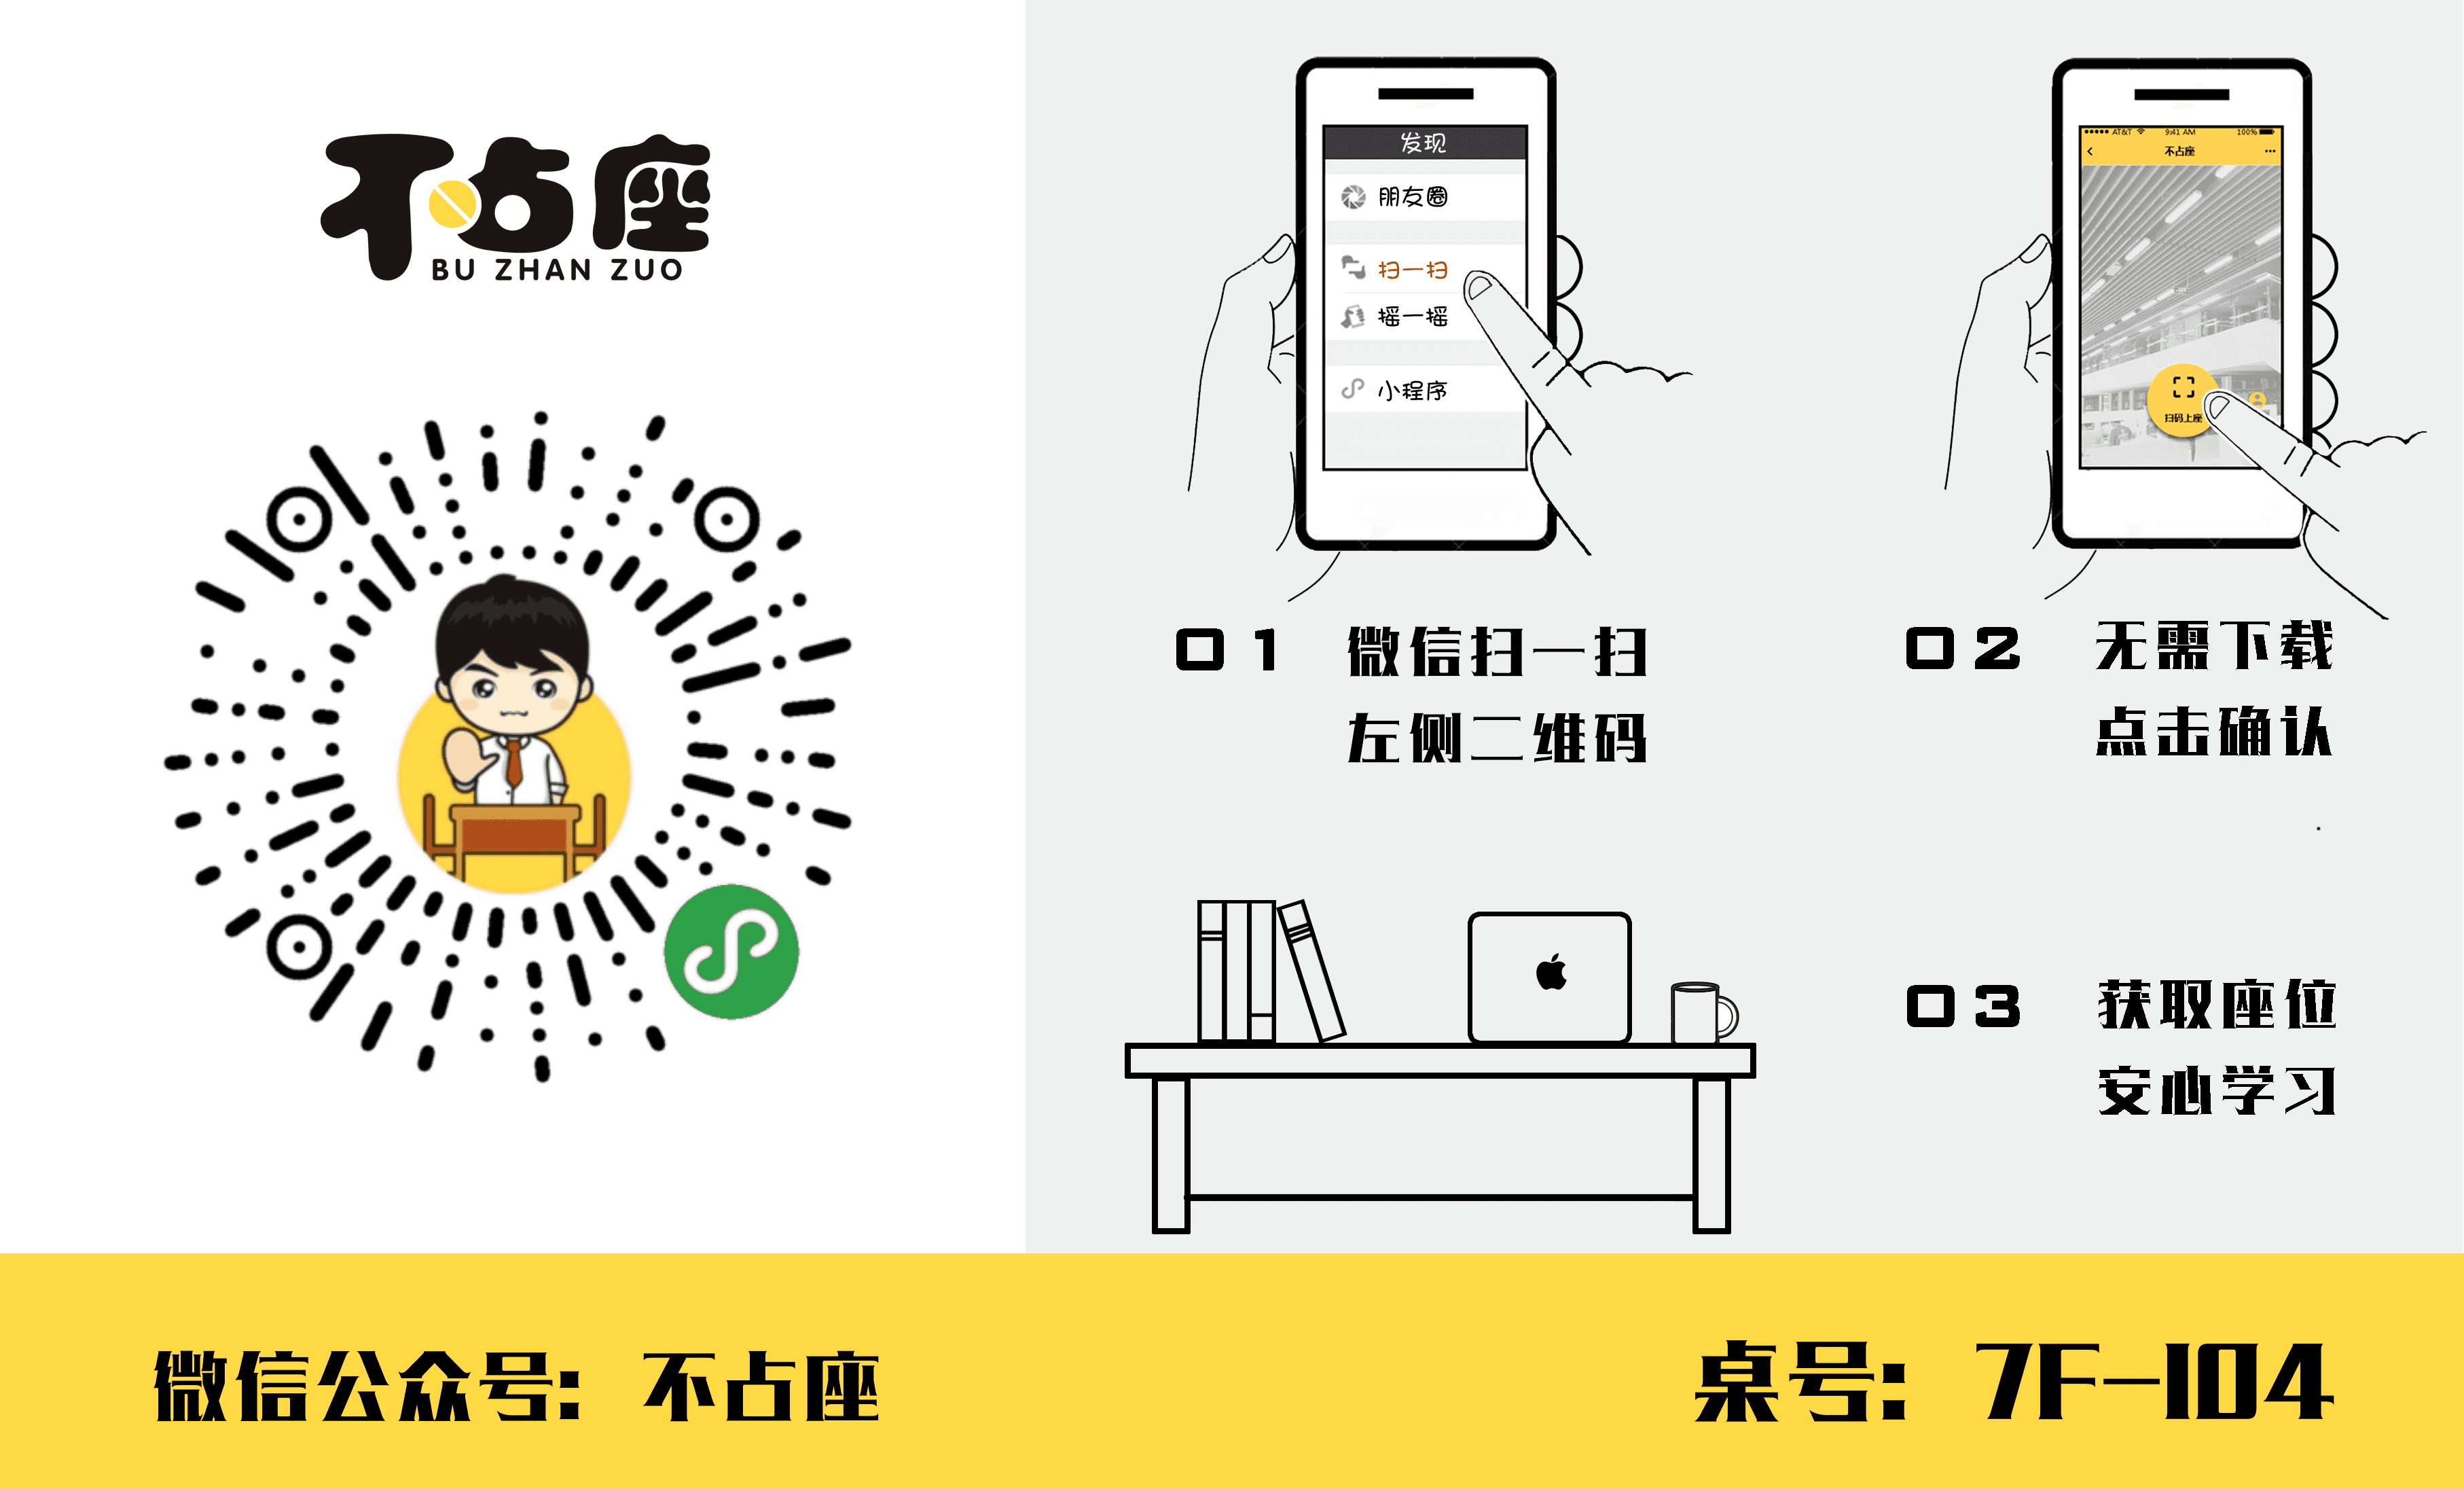 不占座
BU ZHAN ZUO
发现
朋友圈
扫一扫
摇一摇
小程序
AT&T 9:41 AM 100%
不占座
扫码上座
01 微信扫一扫
左侧二维码
02 无需下载
点击确认
03 获取座位
安心学习
微信公众号: 不占座
桌号: 7F-104